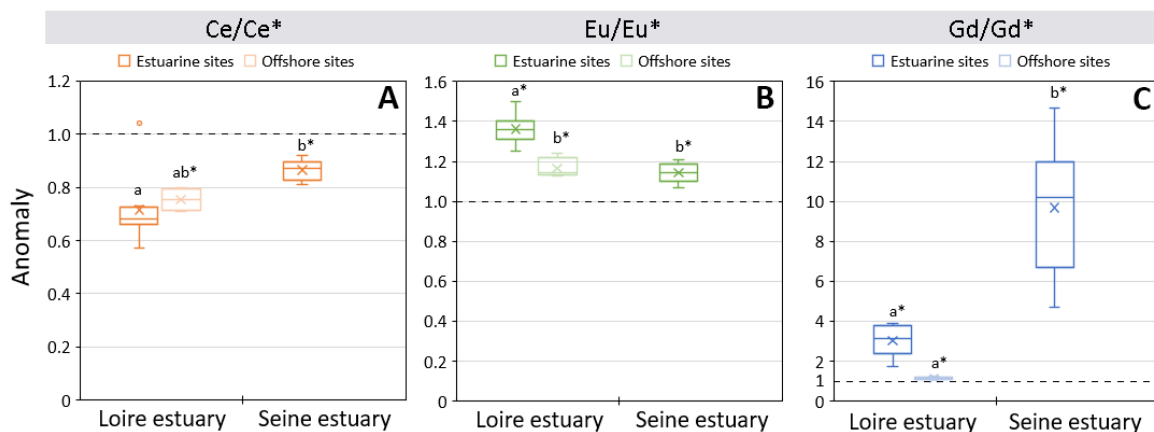 Ce/Ce* Eu/Eu* Gd/Gd*
Estuarine sites Offshore sites Estuarine sites Offshore sites Estuarine sites Offshore sites
A B C
Anomaly
1.2
1.0
0.8
0.6
0.4
0.2
0
a
ab*
b*
Loire estuary Seine estuary
1.6
1.4
1.2
1.0
0.8
0.6
0.4
0.2
0
a*
b*
b*
Loire estuary Seine estuary
16
14
12
10
8
6
4
2
1
0
a*
a*
b*
Loire estuary Seine estuary